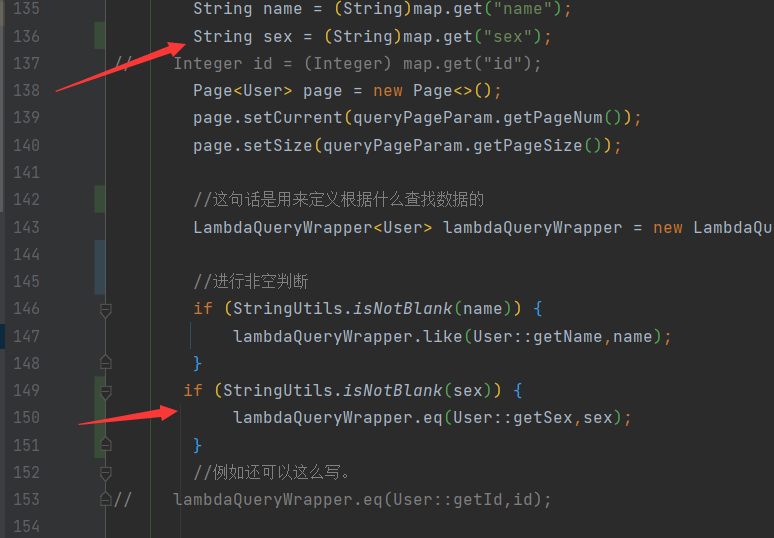 135 String name = (String)map.get("name");
136 String sex = (String)map.get("sex");
137 // Integer id = (Integer) map.get("id");
138 Page<User> page = new Page<>();
139 page.setCurrent(queryPageParam.getPageNum());
140 page.setSize(queryPageParam.getPageSize());
141
142 //这句话是用来定义根据什么查找数据的
143 LambdaQueryWrapper<User> lambdaQueryWrapper = new LambdaQu
144
145 //进行非空判断
146 if (StringUtils.isNotBlank(name)) {
147 lambdaQueryWrapper.like(User::getName,name);
148 }
149 if (StringUtils.isNotBlank(sex)) {
150 lambdaQueryWrapper.eq(User::getSex,sex);
151 }
152 //例如还可以这么写。
153 // lambdaQueryWrapper.eq(User::getId,id);
154